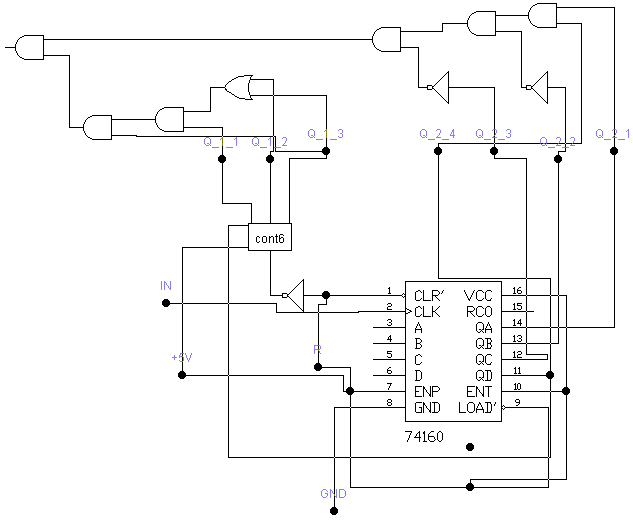 Q_1_1 Q_1_2 Q_1_3 Q_2_4 Q_2_3 Q_2_2 Q_2_1
cont6
IN
+5V
R
1 CLR' VCC 16
2 CLK RCO 15
3 A QA 14
4 B QB 13
5 C QC 12
6 D QD 11
7 ENP ENT 10
8 GND LOAD' 9
74160
GND